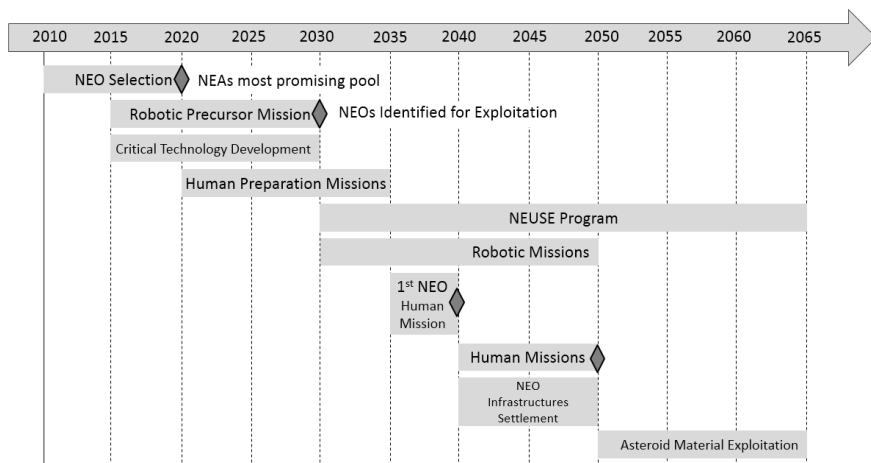 2010 2015 2020 2025 2030 2035 2040 2045 2050 2055 2060 2065
NEO Selection NEAs most promising pool
Robotic Precursor Mission NEOs Identified for Exploitation
Critical Technology Development
Human Preparation Missions
NEUSE Program
Robotic Missions
1st NEO
Human
Mission
Human Missions
NEO
Infrastructures
Settlement
Asteroid Material Exploitation